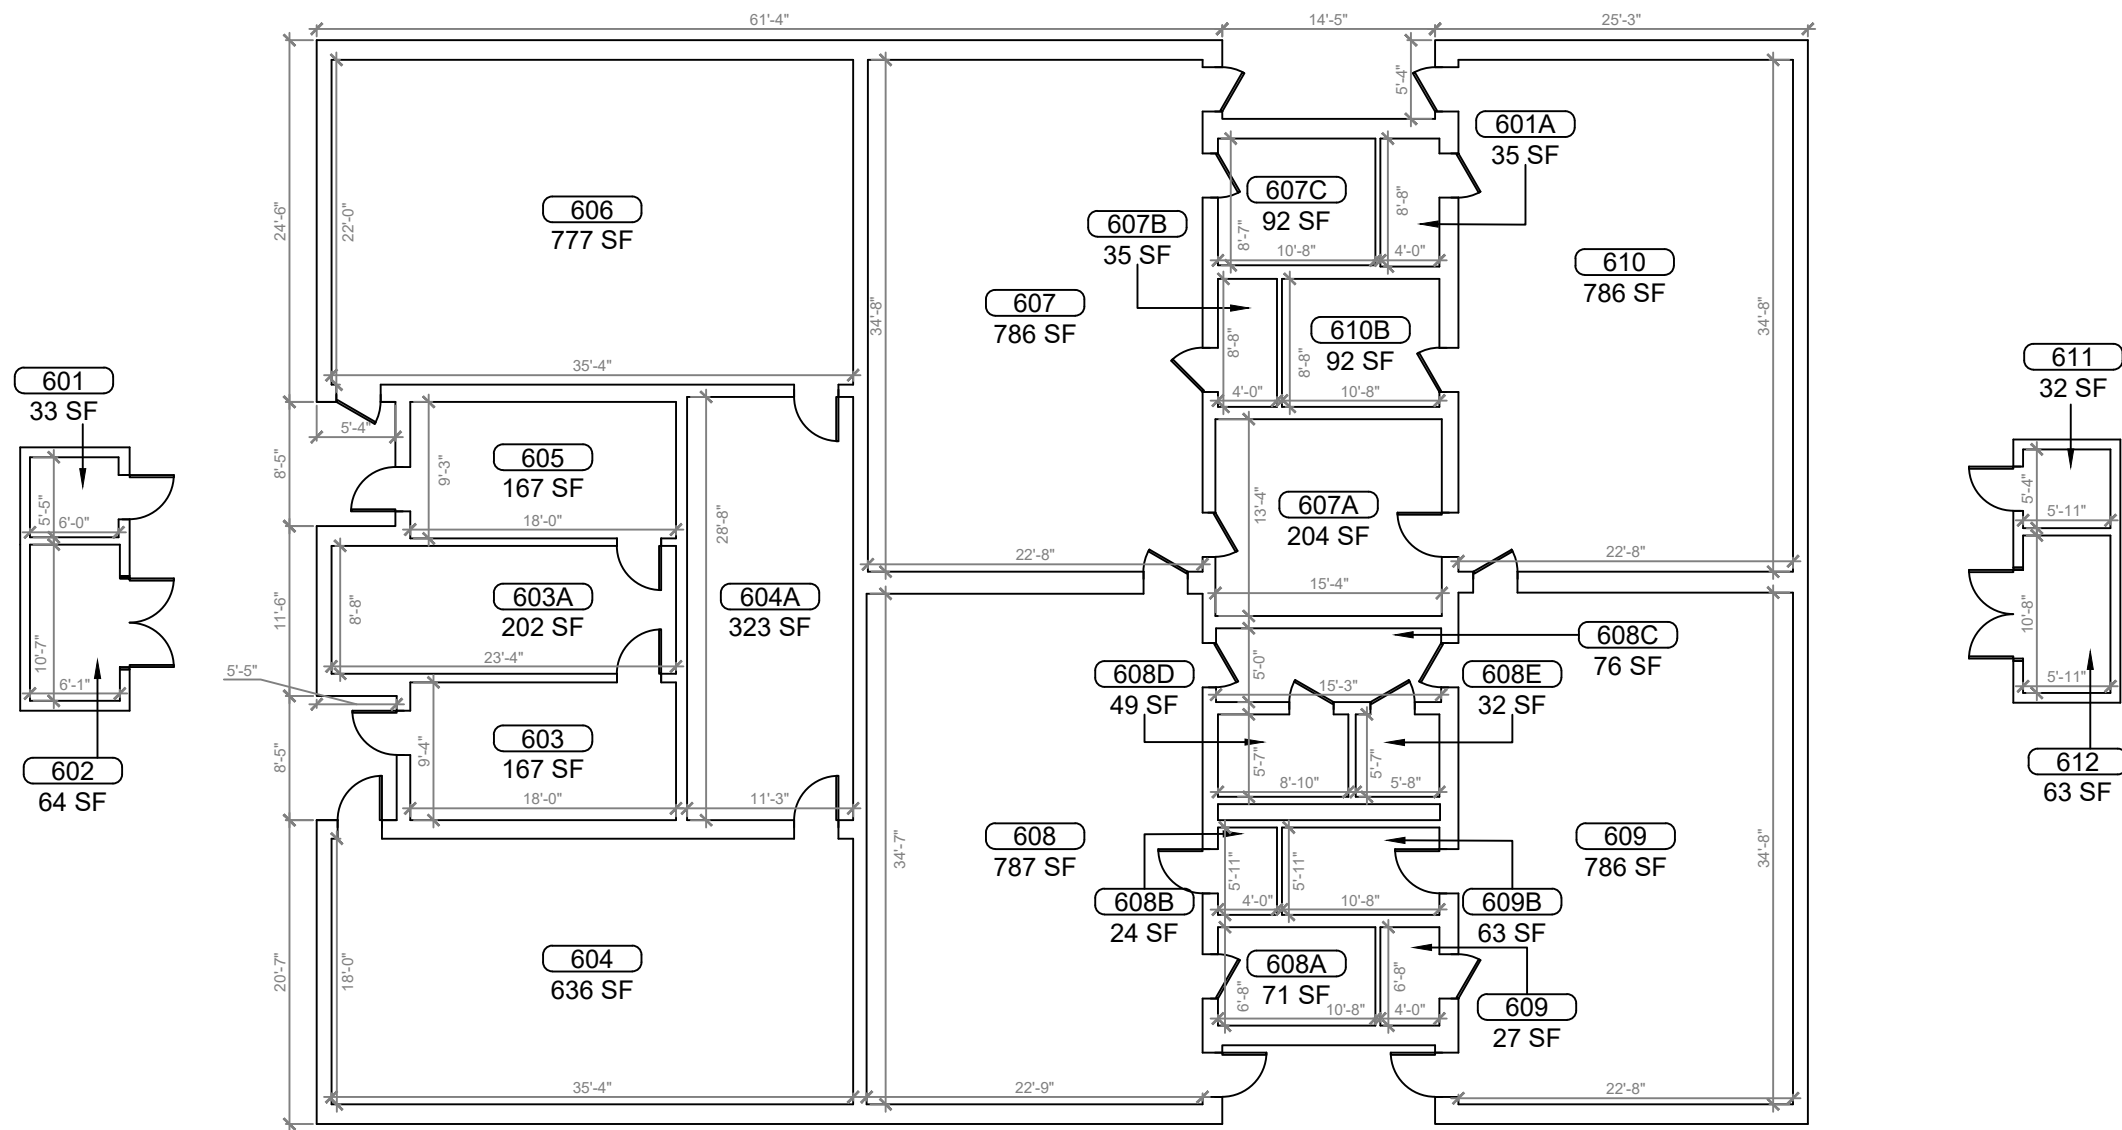 61'-4"
14'-5"
25'-3"
24'-6"
22'-0"
606
777 SF
35'-4"
34'-8"
607
786 SF
22'-8"
5'-4"
601A
35 SF
607C
92 SF
8'-7"
10'-8"
8'-8"
4'-0"
607B
35 SF
8'-8"
4'-0"
610B
92 SF
8'-8"
10'-8"
610
786 SF
34'-8"
22'-8"
601
33 SF
5'-5"
6'-0"
10'-7"
6'-1"
602
64 SF
5'-4"
8'-5"
605
167 SF
9'-3"
18'-0"
11'-6"
603A
202 SF
8'-8"
23'-4"
604A
323 SF
28'-8"
11'-3"
5'-5"
8'-5"
603
167 SF
9'-4"
18'-0"
607A
204 SF
13'-4"
15'-4"
608C
76 SF
5'-0"
15'-3"
608D
49 SF
5'-7"
8'-10"
608E
32 SF
5'-7"
5'-8"
611
32 SF
5'-4"
5'-11"
10'-8"
5'-11"
612
63 SF
20'-7"
18'-0"
604
636 SF
35'-4"
608
787 SF
34'-7"
22'-9"
608B
24 SF
5'-11"
4'-0"
609B
63 SF
5'-11"
10'-8"
608A
71 SF
6'-8"
10'-8"
609
27 SF
6'-8"
4'-0"
609
786 SF
34'-8"
22'-8"